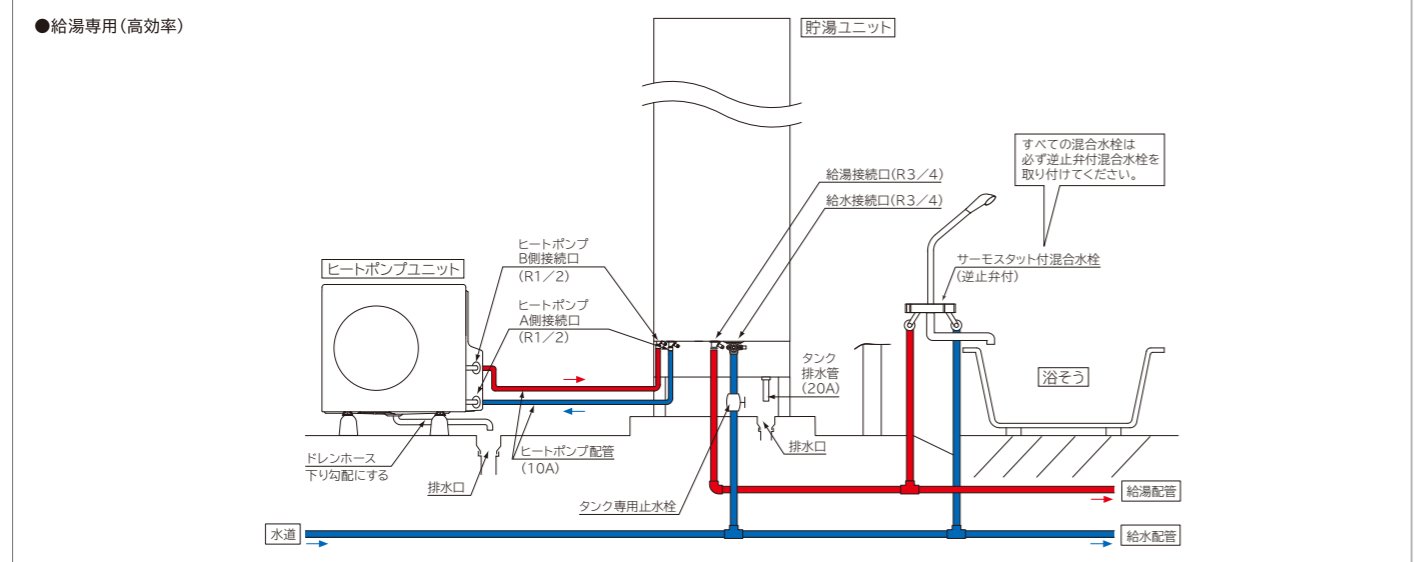 ●給湯専用(高効率)
貯湯ユニット
すべての混合水栓は
必ず逆止弁付混合水栓を
取り付けてください。
給湯接続口(R3／4)
給水接続口(R3／4)
ヒートポンプ
B側接続口
(R1／2)
ヒートポンプユニット
サーモスタット付混合水栓
(逆止弁付)
ヒートポンプ
A側接続口
(R1／2)
タンク
排水管
(20A)
浴そう
排水口
ドレンホース
下り勾配にする
ヒートポンプ配管
(10A)
排水口
タンク専用止水栓
給湯配管
水道
給水配管